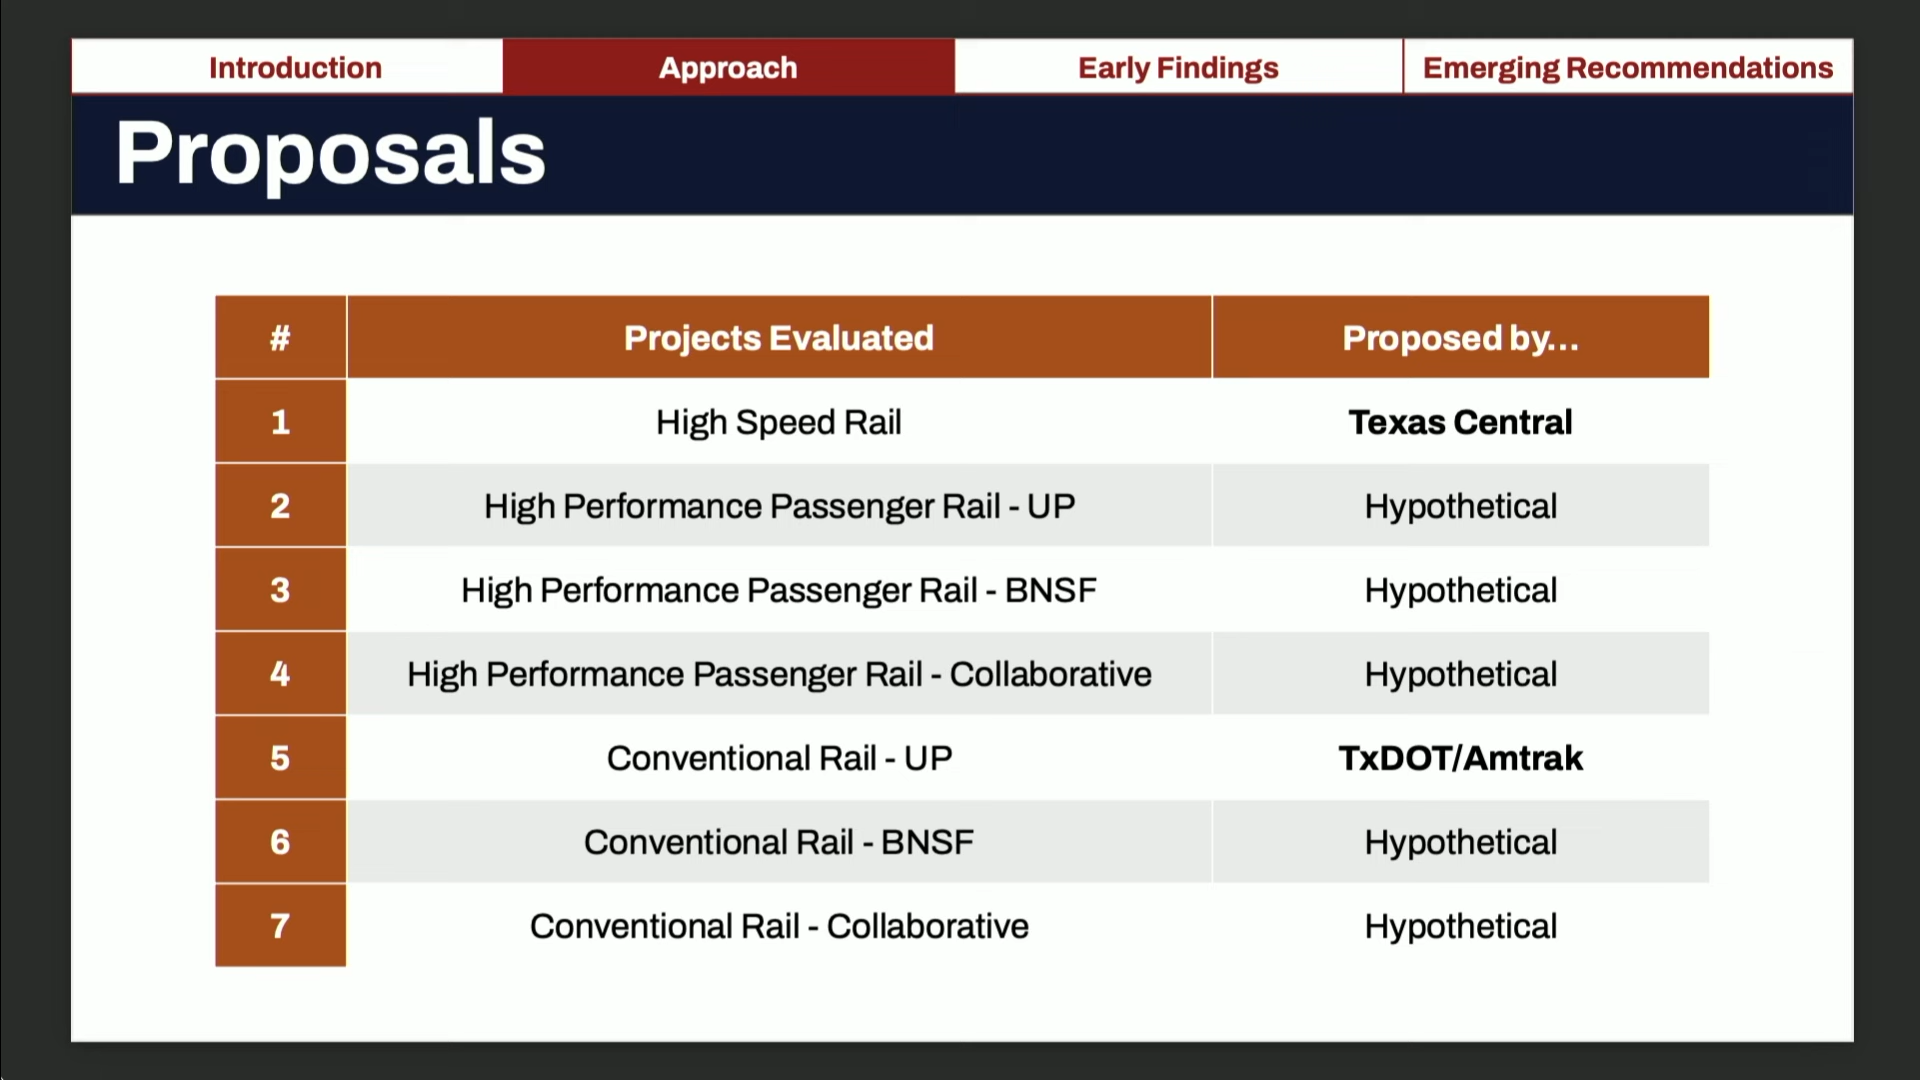 Introduction
Approach
Early Findings
Emerging Recommendations
Proposals
# Projects Evaluated Proposed by...
1 High Speed Rail Texas Central
2 High Performance Passenger Rail - UP Hypothetical
3 High Performance Passenger Rail - BNSF Hypothetical
4 High Performance Passenger Rail - Collaborative Hypothetical
5 Conventional Rail - UP TxDOT/Amtrak
6 Conventional Rail - BNSF Hypothetical
7 Conventional Rail - Collaborative Hypothetical